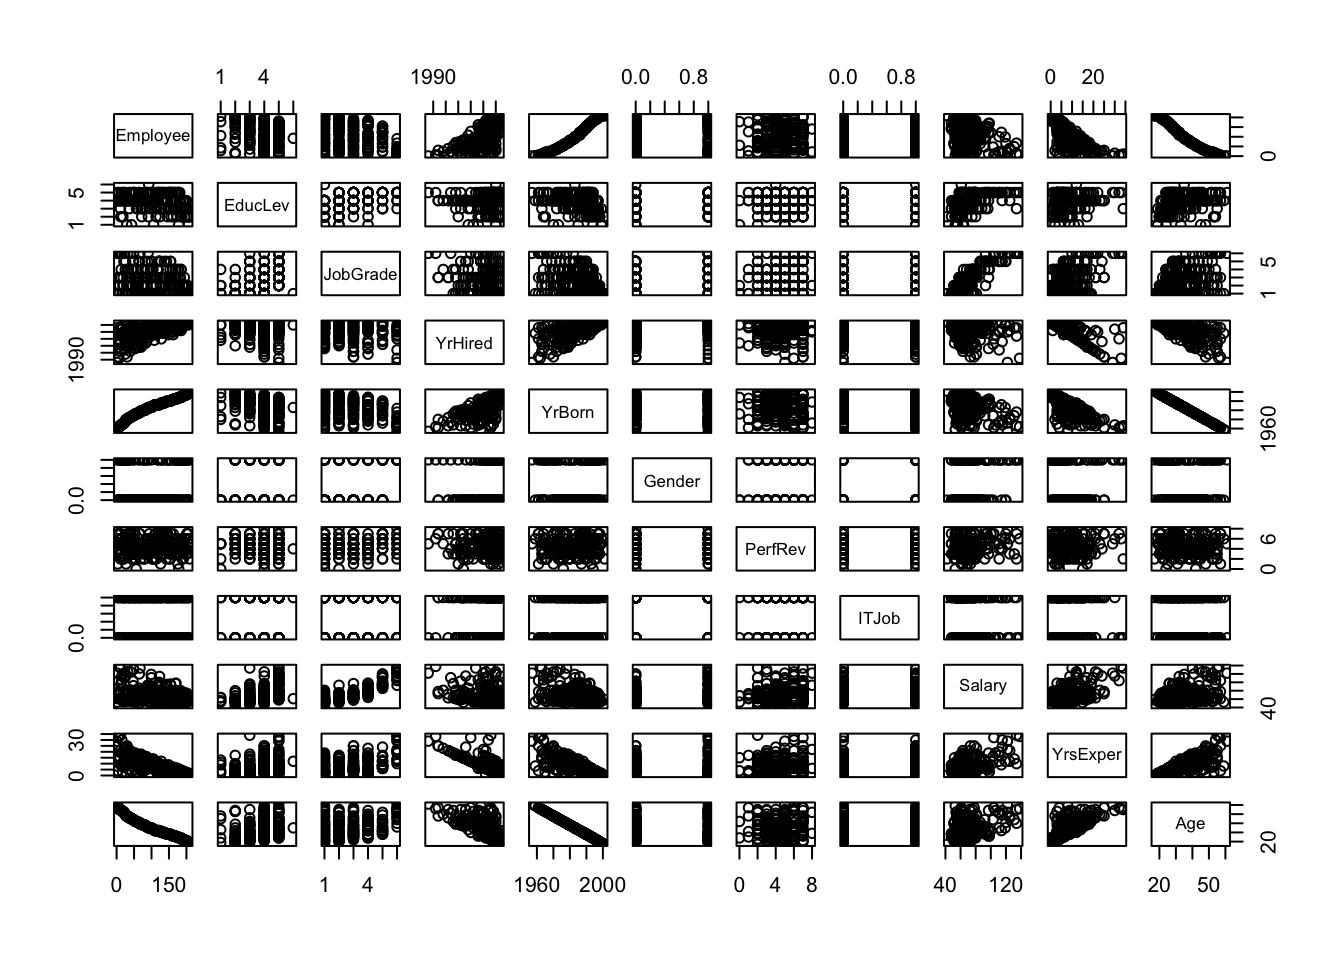 1 4 1990 0.0 0.8 0.0 0.8 0 20
Employee 0
5 1 EducLev
JobGrade 5 1
1990 YrHired
YrBorn 1960
0.0 Gender
PerfRev 6 0
0.0 ITJob
Salary 40
30 0 YrsExper
Age 20
0 150 1 4 1960 2000 0 4 8 40 120 20 50